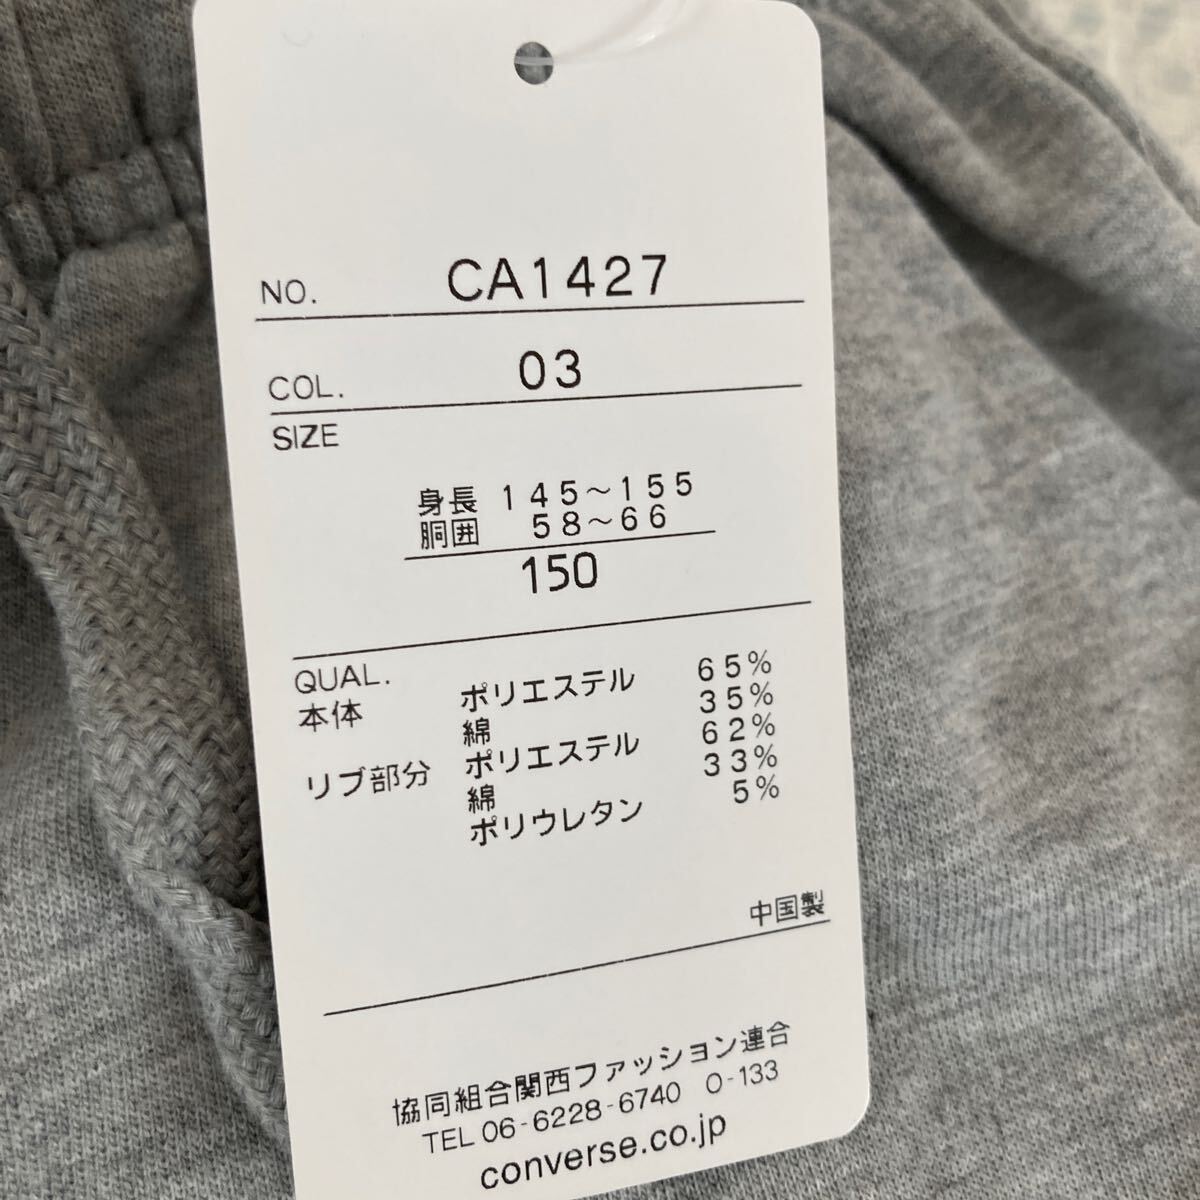 NO. CA1427
COL. 03
SIZE
身長 145〜155
胴囲 58〜66
150
QUAL.
本体 ポリエステル 65%
綿 35%
リブ部分 ポリエステル 62%
綿 33%
ポリウレタン 5%
中国製
協同組合関西ファッション連合
TEL 06-6228-6740 O-133
converse.co.jp